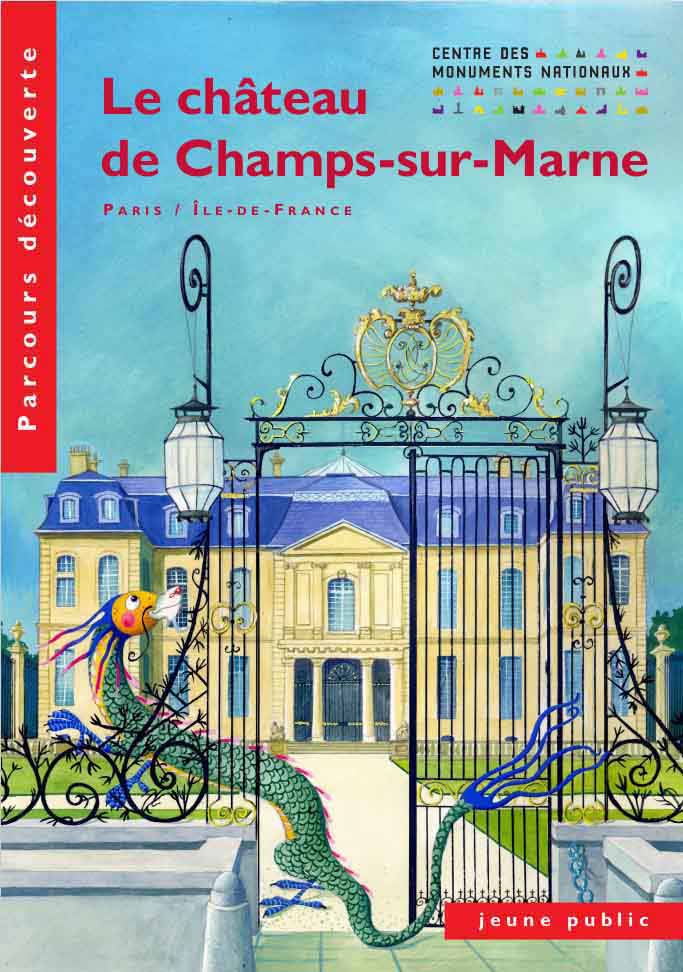 Parcours découverte
CENTRE DES
MONUMENTS NATIONAUX
Le château
de Champs-sur-Marne
PARIS / ÎLE-DE-FRANCE
jeune public